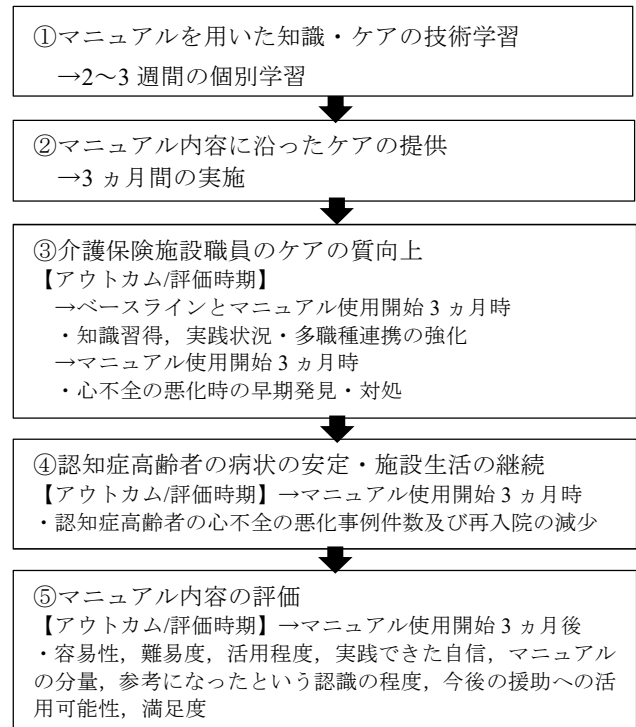 ①マニュアルを用いた知識・ケアの技術学習
→2～3 週間の個別学習
②マニュアル内容に沿ったケアの提供
→3 ヵ月間の実施
③介護保険施設職員のケアの質向上
【アウトカム/評価時期】
→ベースラインとマニュアル使用開始 3 ヵ月時
・知識習得，実践状況・多職種連携の強化
→マニュアル使用開始 3 ヵ月時
・心不全の悪化時の早期発見・対処
④認知症高齢者の病状の安定・施設生活の継続
【アウトカム/評価時期】→マニュアル使用開始 3 ヵ月時
・認知症高齢者の心不全の悪化事例件数及び再入院の減少
⑤マニュアル内容の評価
【アウトカム/評価時期】→マニュアル使用開始 3 ヵ月後
・容易性，難易度，活用程度，実践できた自信，マニュアル
の分量，参考になったという認識の程度，今後の援助への活
用可能性，満足度